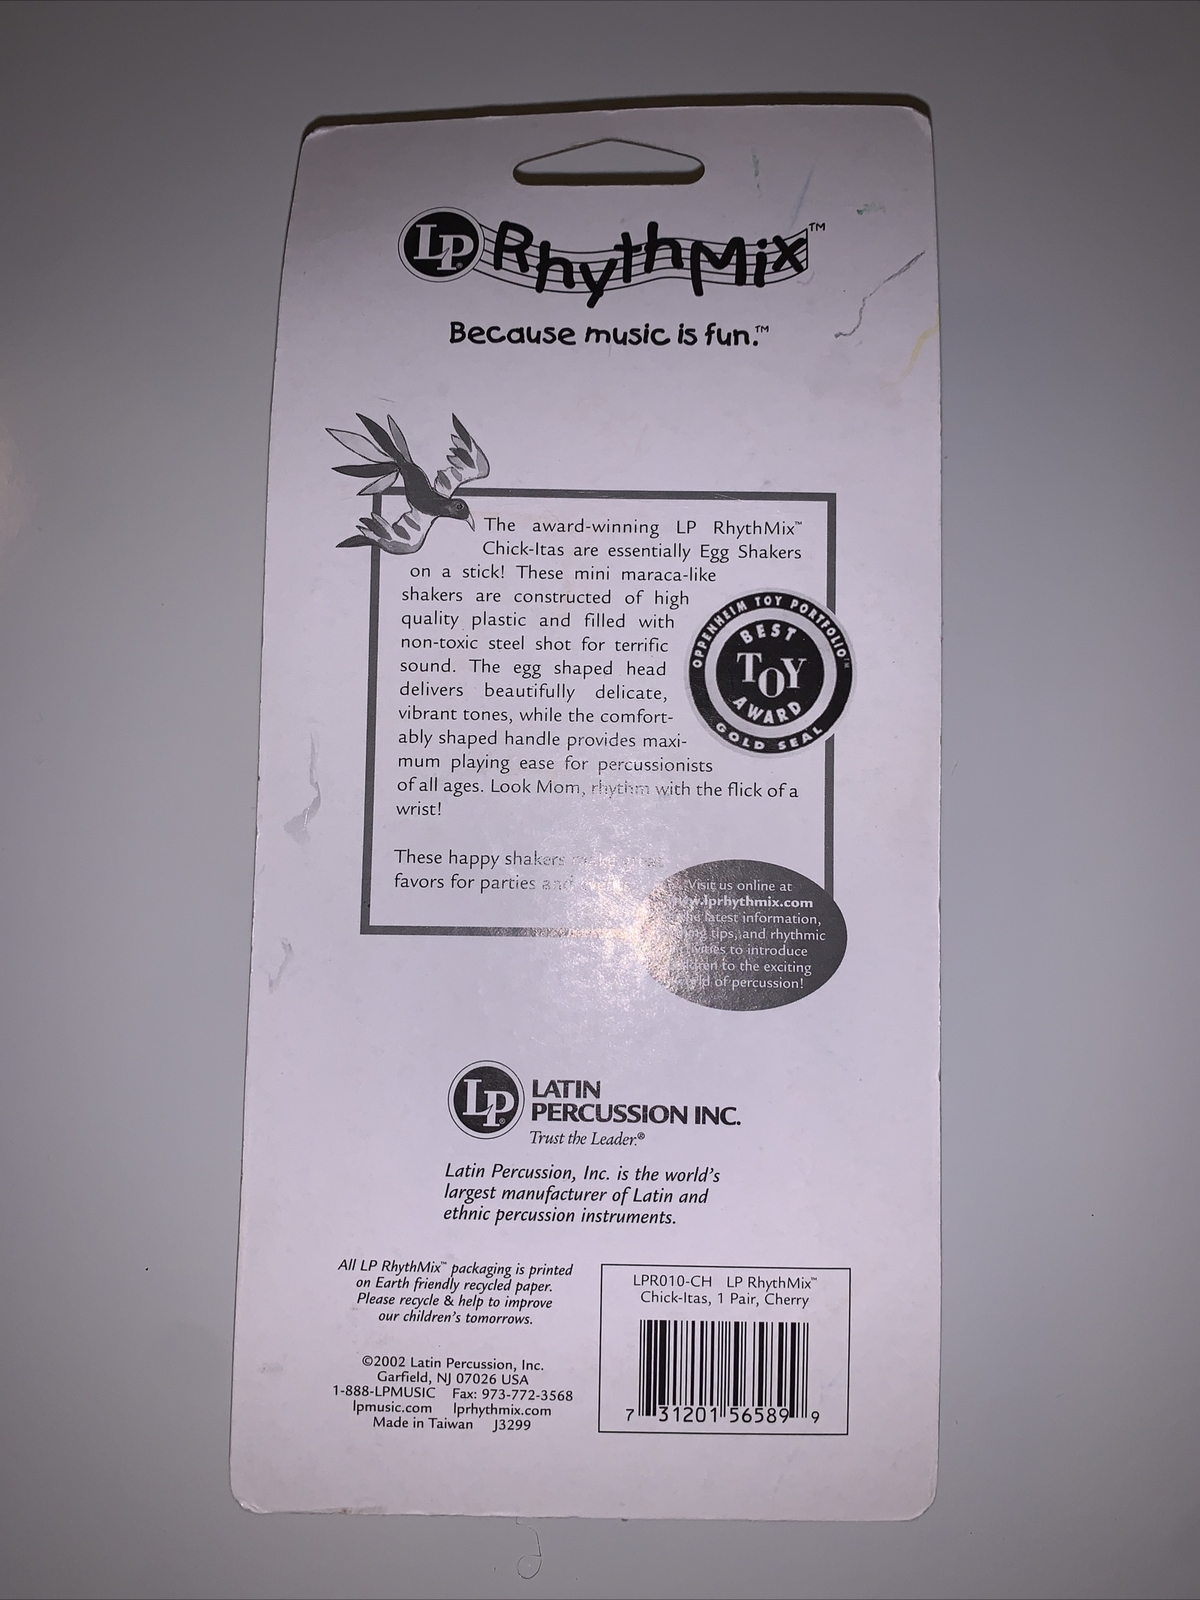 LP® RhythMix™
Because music is fun.™
The award-winning LP RhythMix™
Chick-Itas are essentially Egg Shakers
on a stick! These mini maraca-like
shakers are constructed of high
quality plastic and filled with
non-toxic steel shot for terrific
sound. The egg shaped head
delivers beautifully delicate,
vibrant tones, while the comfort-
ably shaped handle provides maxi-
mum playing ease for percussionists
of all ages. Look Mom, rhythm with the flick of a
wrist!
OPPENHEIM TOY PORTFOLIO™
BEST
TOY
AWARD
GOLD SEAL
These happy shakers
favors for parties and
Visit us online at
.lprhythmix.com
latest information,
tips, and rhythmic
to introduce
to the exciting
of percussion!
LP®
LATIN
PERCUSSION INC.
Trust the Leader.®
Latin Percussion, Inc. is the world's
largest manufacturer of Latin and
ethnic percussion instruments.
All LP RhythMix™ packaging is printed
on Earth friendly recycled paper.
Please recycle & help to improve
our children's tomorrows.
©2002 Latin Percussion, Inc.
Garfield, NJ 07026 USA
1-888-LPMUSIC Fax: 973-772-3568
lpmusic.com lprhythmix.com
Made in Taiwan J3299
LPR010-CH LP RhythMix™
Chick-Itas, 1 Pair, Cherry
7 31201 56589 9